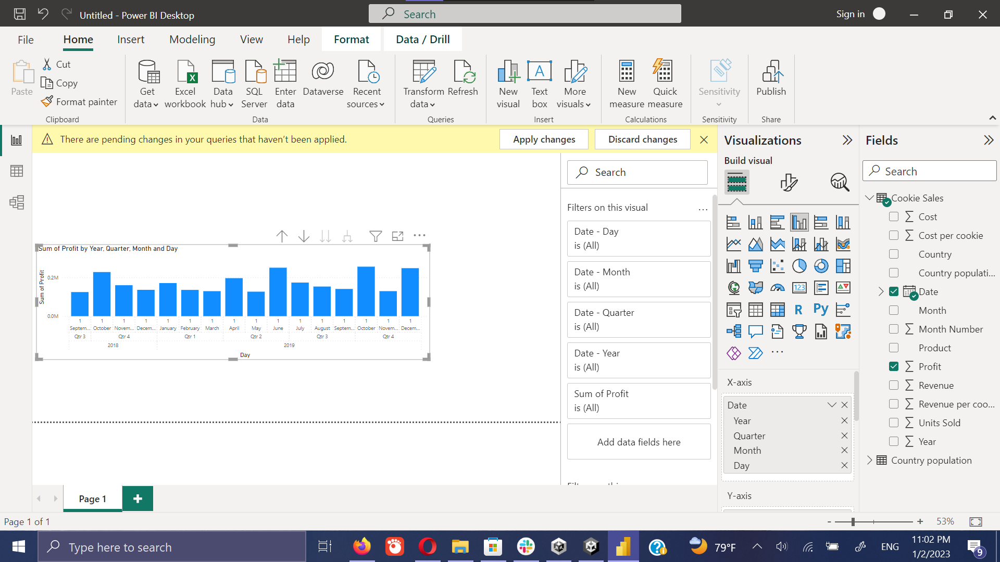 Untitled - Power BI Desktop
Search
Sign in
File
Home
Insert
Modeling
View
Help
Format
Data / Drill
Paste
Cut
Copy
Format painter
Clipboard
Get data
Excel workbook
Data hub
SQL Server
Enter data
Dataverse
Recent sources
Data
Transform data
Refresh
Queries
New visual
Text box
More visuals
Insert
New measure
Quick measure
Calculations
Sensitivity
Sensitivity
Publish
Share
There are pending changes in your queries that haven't been applied.
Apply changes
Discard changes
Sum of Profit by Year, Quarter, Month and Day
Sum of Profit
0.2M
0.0M
1 1 1 1 1 1 1 1 1 1 1 1 1 1 1 1
Septem... October Novem... Decem... January February March April May June July August Septem... October Novem... Decem...
Qtr 3 Qtr 4 Qtr 1 Qtr 2 Qtr 3 Qtr 4
2018 2019
Day
Search
Filters on this visual
...
Date - Day
is (All)
Date - Month
is (All)
Date - Quarter
is (All)
Date - Year
is (All)
Sum of Profit
is (All)
Add data fields here
Visualizations
Build visual
123
R
Py
...
X-axis
Date
Year
Quarter
Month
Day
Y-axis
Fields
Search
Cookie Sales
Cost
Cost per cookie
Country
Country populati...
Date
Month
Month Number
Product
Profit
Revenue
Revenue per coo...
Units Sold
Year
Country population
Page 1
Page 1 of 1
- + 53%
Type here to search
79°F
ENG
11:02 PM
1/2/2023
9